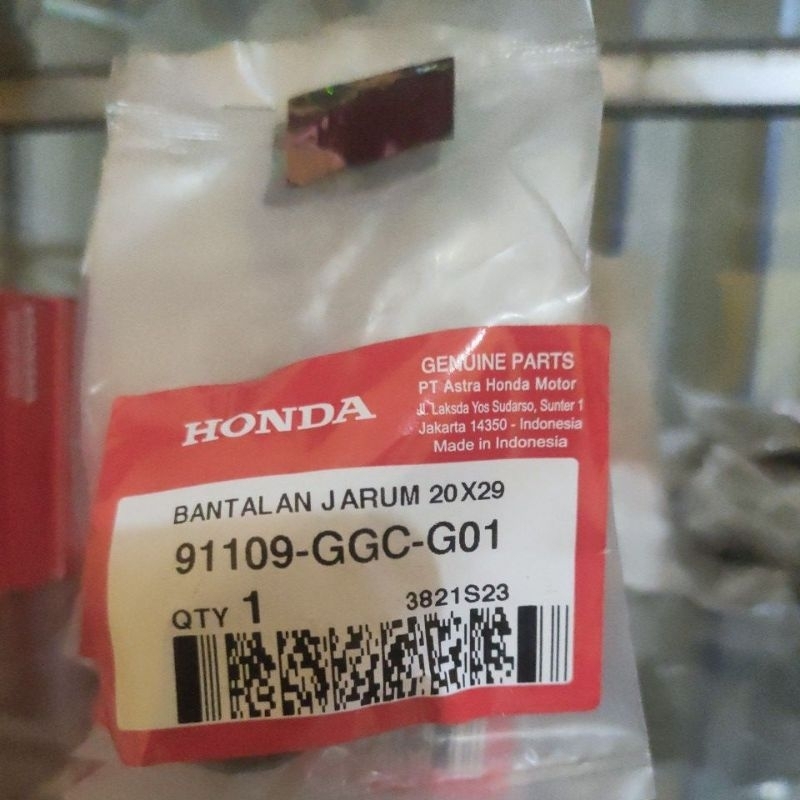 GENUINE PARTS
PT Astra Honda Motor
Jl. Laksda Yos Sudarso, Sunter 1
Jakarta 14350 - Indonesia
Made in Indonesia
HONDA
BANTALAN JARUM 20X29
91109-GGC-G01
QTY 1
3821S23